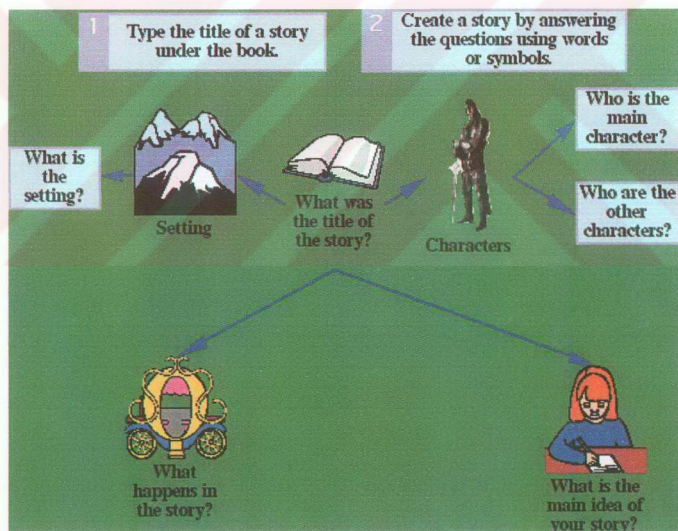 1
Type the title of a story
under the book.
2
Create a story by answering
the questions using words
or symbols.
What is
the
setting?
Setting
What was
the title of
the story?
Characters
Who is the
main
character?
Who are the
other
characters?
What
happens in
the story?
What is the
main idea of
your story?